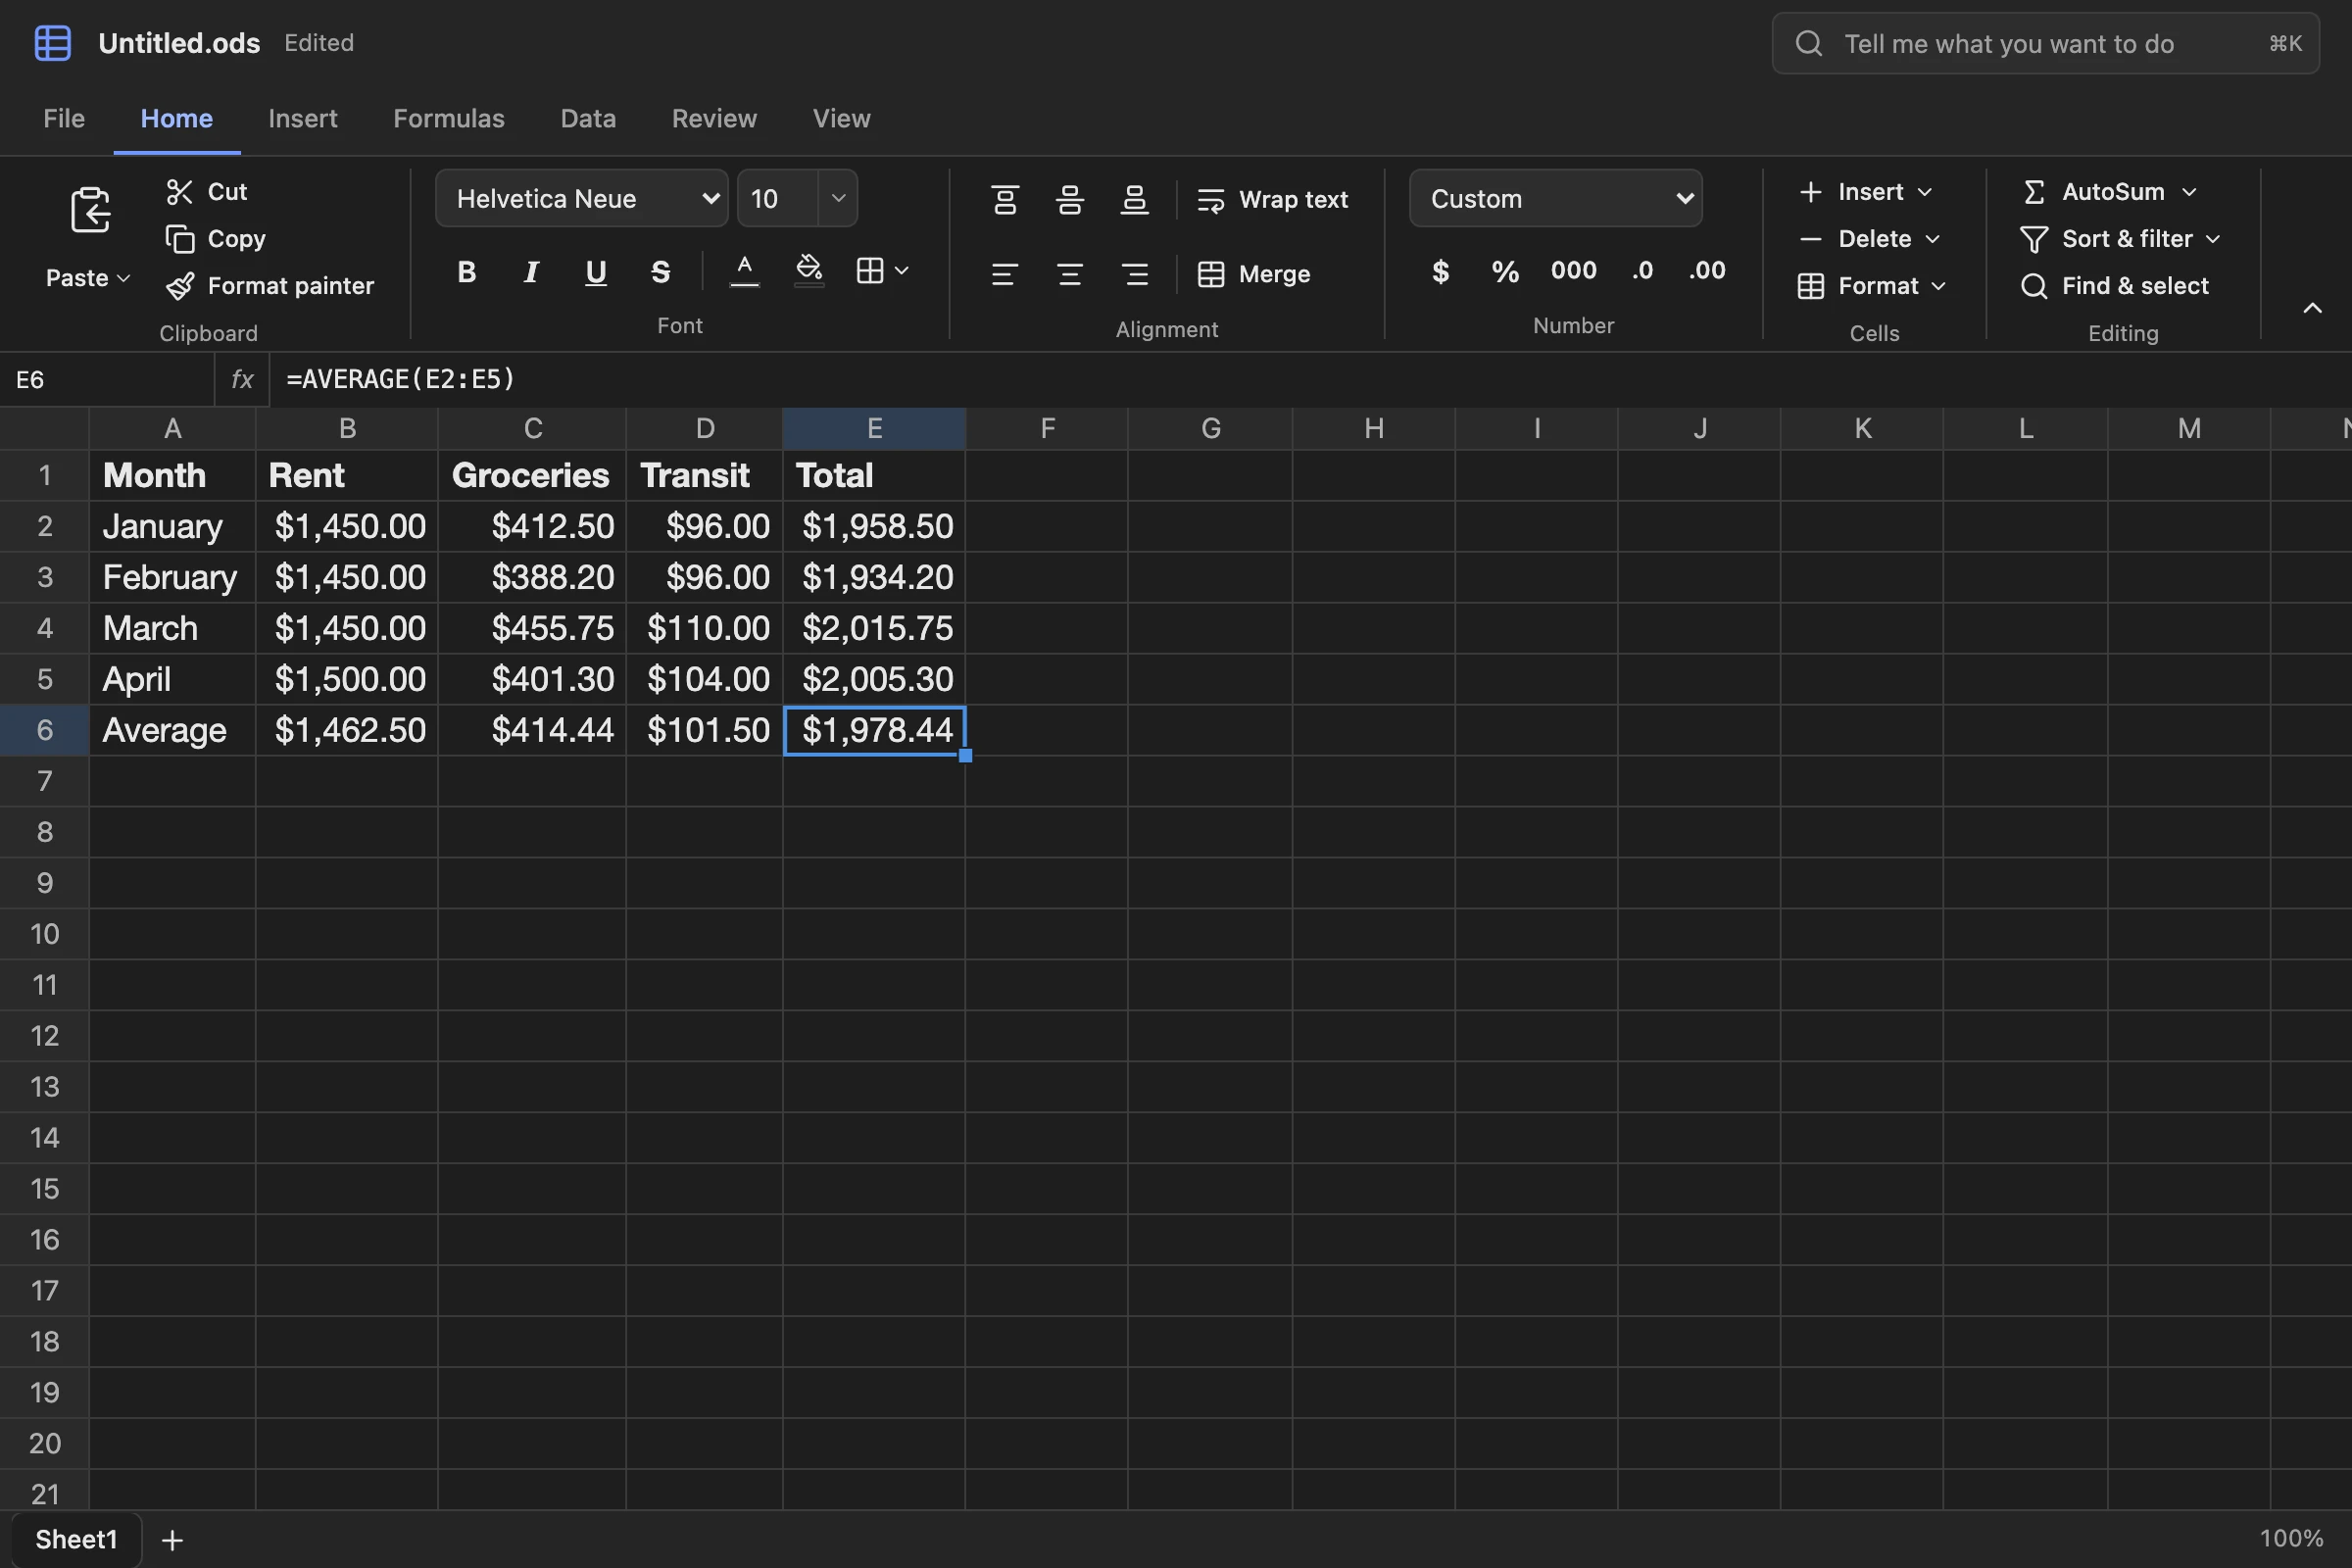 Untitled.ods Edited
Tell me what you want to do ⌘K
File Home Insert Formulas Data Review View
Paste
Cut
Copy
Format painter
Clipboard
Helvetica Neue 10
B I U S A
Font
Wrap text
Merge
Alignment
Custom
$ % 000 .0 .00
Number
Insert
Delete
Format
Cells
AutoSum
Sort & filter
Find & select
Editing
E6 fx =AVERAGE(E2:E5)
A B C D E F G H I J K L M
1 Month Rent Groceries Transit Total
2 January $1,450.00 $412.50 $96.00 $1,958.50
3 February $1,450.00 $388.20 $96.00 $1,934.20
4 March $1,450.00 $455.75 $110.00 $2,015.75
5 April $1,500.00 $401.30 $104.00 $2,005.30
6 Average $1,462.50 $414.44 $101.50 $1,978.44
7
8
9
10
11
12
13
14
15
16
17
18
19
20
21
Sheet1 + 100%